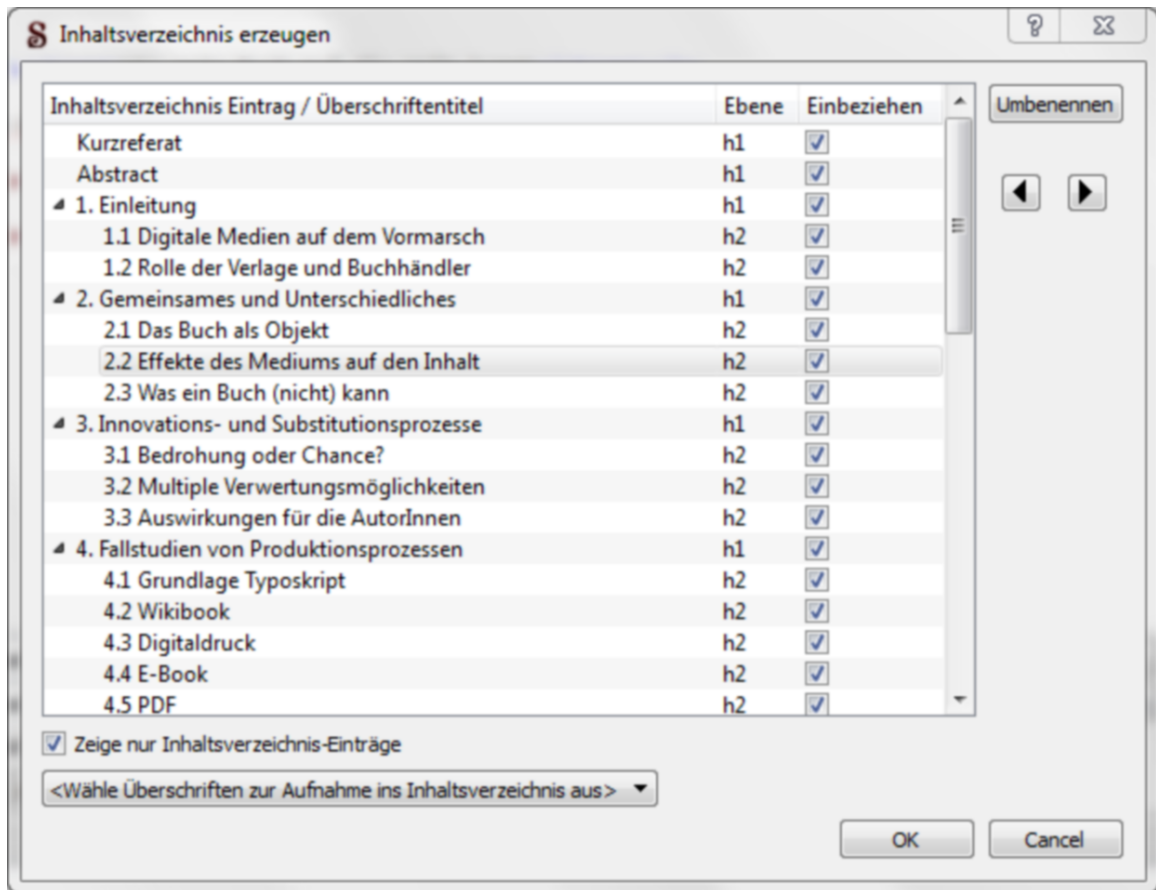 Inhaltsverzeichnis erzeugen
Inhaltsverzeichnis Eintrag / Überschriftentitel Ebene Einbeziehen Umbenennen
Kurzreferat h1
Abstract h1
1. Einleitung h1
1.1 Digitale Medien auf dem Vormarsch h2
1.2 Rolle der Verlage und Buchhändler h2
2. Gemeinsames und Unterschiedliches h1
2.1 Das Buch als Objekt h2
2.2 Effekte des Mediums auf den Inhalt h2
2.3 Was ein Buch (nicht) kann h2
3. Innovations- und Substitutionsprozesse h1
3.1 Bedrohung oder Chance? h2
3.2 Multiple Verwertungsmöglichkeiten h2
3.3 Auswirkungen für die AutorInnen h2
4. Fallstudien von Produktionsprozessen h1
4.1 Grundlage Typoskript h2
4.2 Wikibook h2
4.3 Digitaldruck h2
4.4 E-Book h2
4.5 PDF h2
Zeige nur Inhaltsverzeichnis-Einträge
<Wähle Überschriften zur Aufnahme ins Inhaltsverzeichnis aus>
OK Cancel